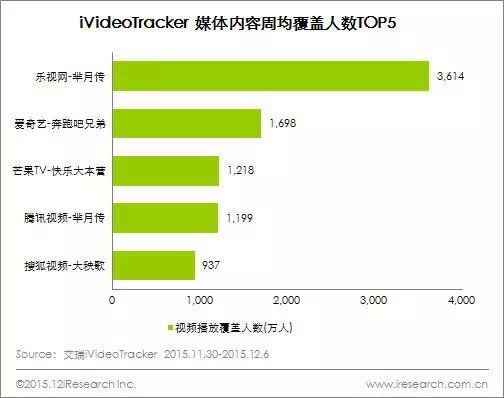 iVideoTracker 媒体内容周均覆盖人数TOP5
乐视网-芈月传
3,614
爱奇艺-奔跑吧兄弟
1,698
芒果TV-快乐大本营
1,218
腾讯视频-芈月传
1,199
搜狐视频-大秧歌
937
0
1,000
2,000
3,000
4,000
视频播放覆盖人数(万人)
Source: 艾瑞iVideoTracker 2015.11.30-2015.12.6
©2015.12iResearch Inc.
www.iresearch.com.cn